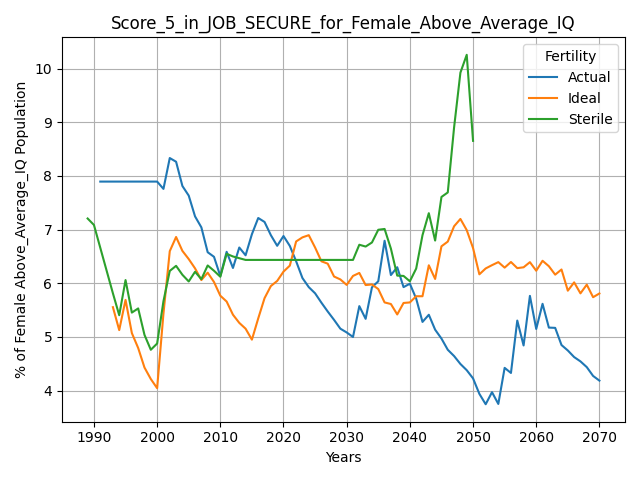 Score_5_in_JOB_SECURE_for_Female_Above_Average_IQ
% of Female Above_Average_IQ Population
10
9
8
7
6
5
4
Fertility
Actual
Ideal
Sterile
1990 2000 2010 2020 2030 2040 2050 2060 2070
Years